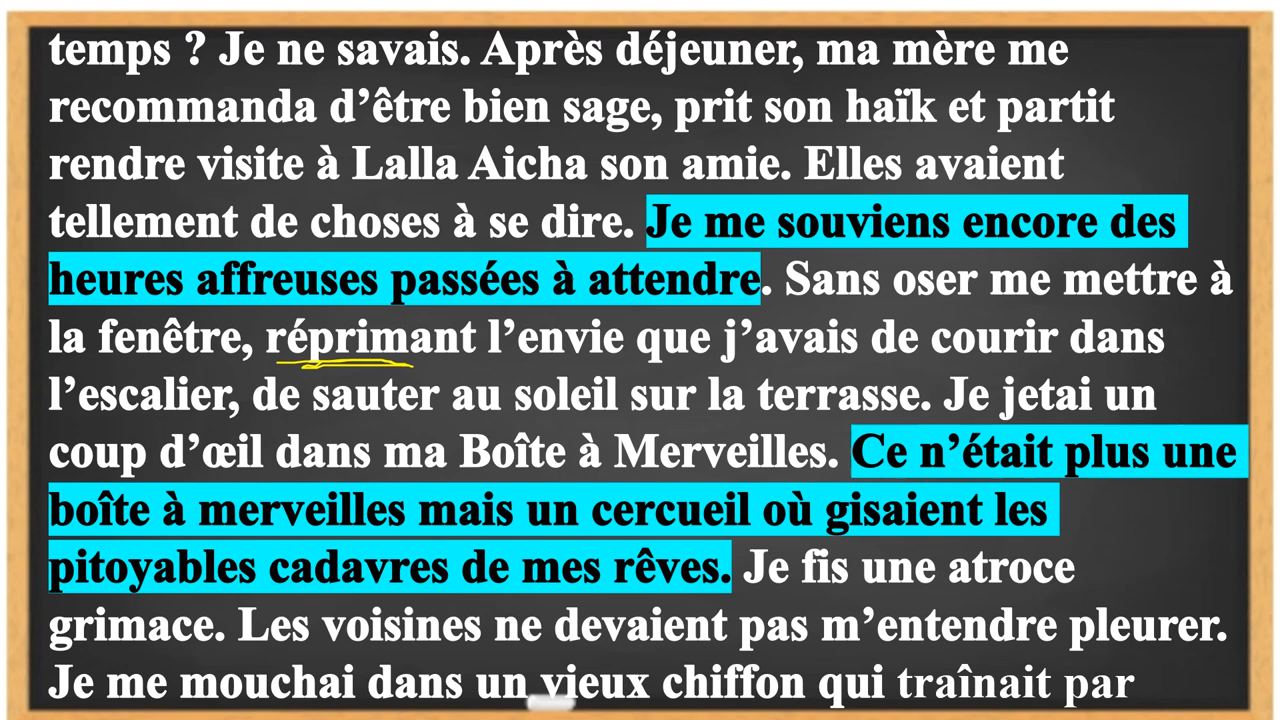 temps ? Je ne savais. Après déjeuner, ma mère me
recommanda d’être bien sage, prit son haïk et partit
rendre visite à Lalla Aicha son amie. Elles avaient
tellement de choses à se dire. Je me souviens encore des
heures affreuses passées à attendre. Sans oser me mettre à
la fenêtre, réprimant l’envie que j’avais de courir dans
l’escalier, de sauter au soleil sur la terrasse. Je jetai un
coup d’œil dans ma Boîte à Merveilles. Ce n’était plus une
boîte à merveilles mais un cercueil où gisaient les
pitoyables cadavres de mes rêves. Je fis une atroce
grimace. Les voisines ne devaient pas m’entendre pleurer.
Je me mouchai dans un vieux chiffon qui traînait par